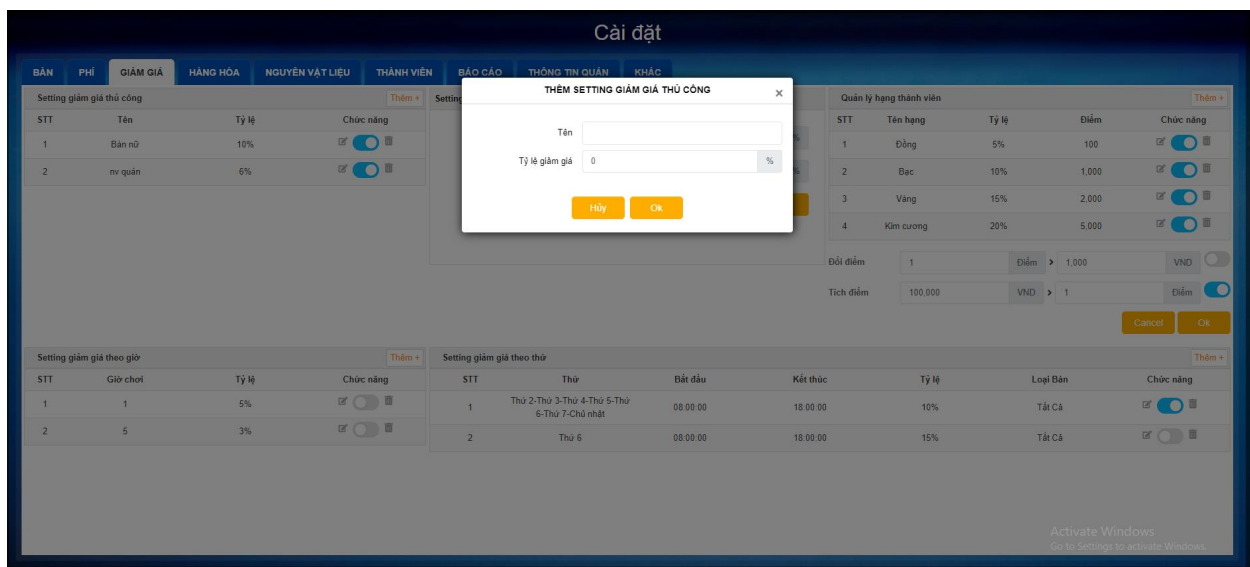 Cài đặt
BÀN PHÍ GIẢM GIÁ HÀNG HÓA NGUYÊN VẬT LIỆU THÀNH VIÊN BÁO CÁO THÔNG TIN QUÁN KHÁC
THÊM SETTING GIẢM GIÁ THỦ CÔNG ×
Tên
Tỷ lệ giảm giá 0 %
Hủy Ok
Setting giảm giá thủ công Thêm +
STT Tên Tỷ lệ Chức năng
1 Bàn nữ 10%
2 nv quán 6%
Setting
%
%
Quản lý hạng thành viên Thêm +
STT Tên hạng Tỷ lệ Điểm Chức năng
1 Đồng 5% 100
2 Bạc 10% 1,000
3 Vàng 15% 2,000
4 Kim cương 20% 5,000
Đổi điểm 1 Điểm > 1,000 VND
Tích điểm 100,000 VND > 1 Điểm
Cancel Ok
Setting giảm giá theo giờ Thêm +
STT Giờ chơi Tỷ lệ Chức năng
1 1 5%
2 5 3%
Setting giảm giá theo thứ Thêm +
STT Thứ Bắt đầu Kết thúc Tỷ lệ Loại Bàn Chức năng
1 Thứ 2-Thứ 3-Thứ 4-Thứ 5-Thứ 08:00:00 18:00:00 10% Tất Cả
6-Thứ 7-Chủ nhật
2 Thứ 6 08:00:00 18:00:00 15% Tất Cả
Activate Windows
Go to Settings to activate Windows.